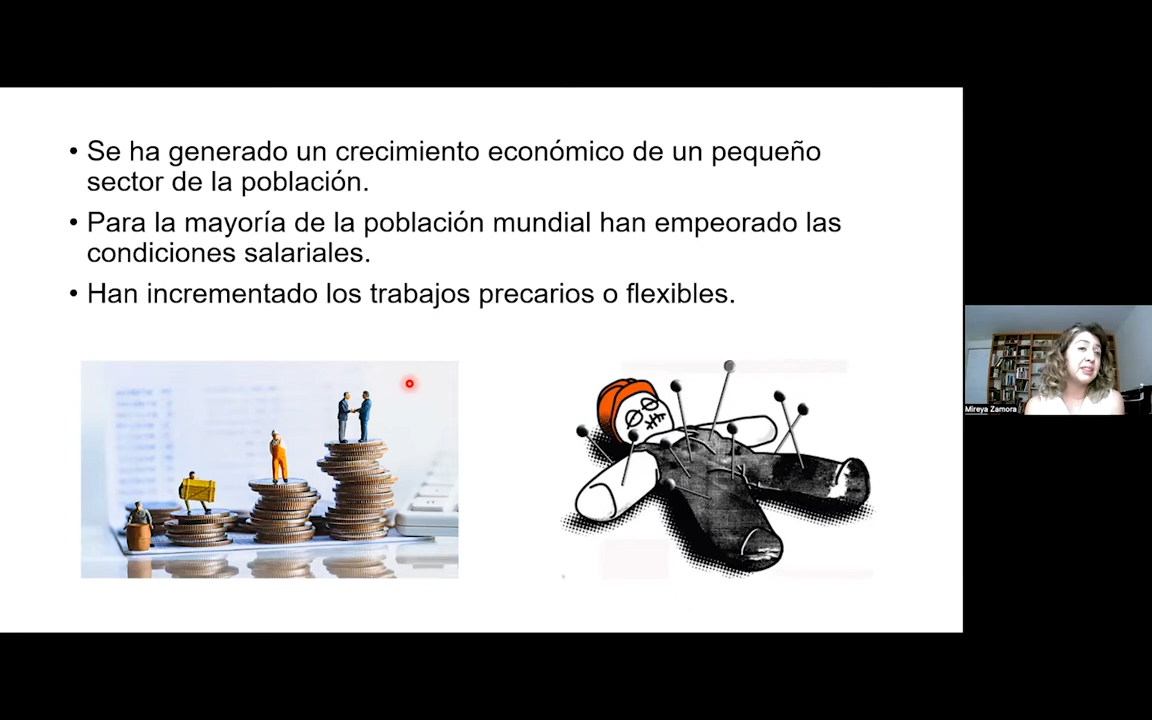 • Se ha generado un crecimiento económico de un pequeño
sector de la población.
• Para la mayoría de la población mundial han empeorado las
condiciones salariales.
• Han incrementado los trabajos precarios o flexibles.
Mireya Zamora